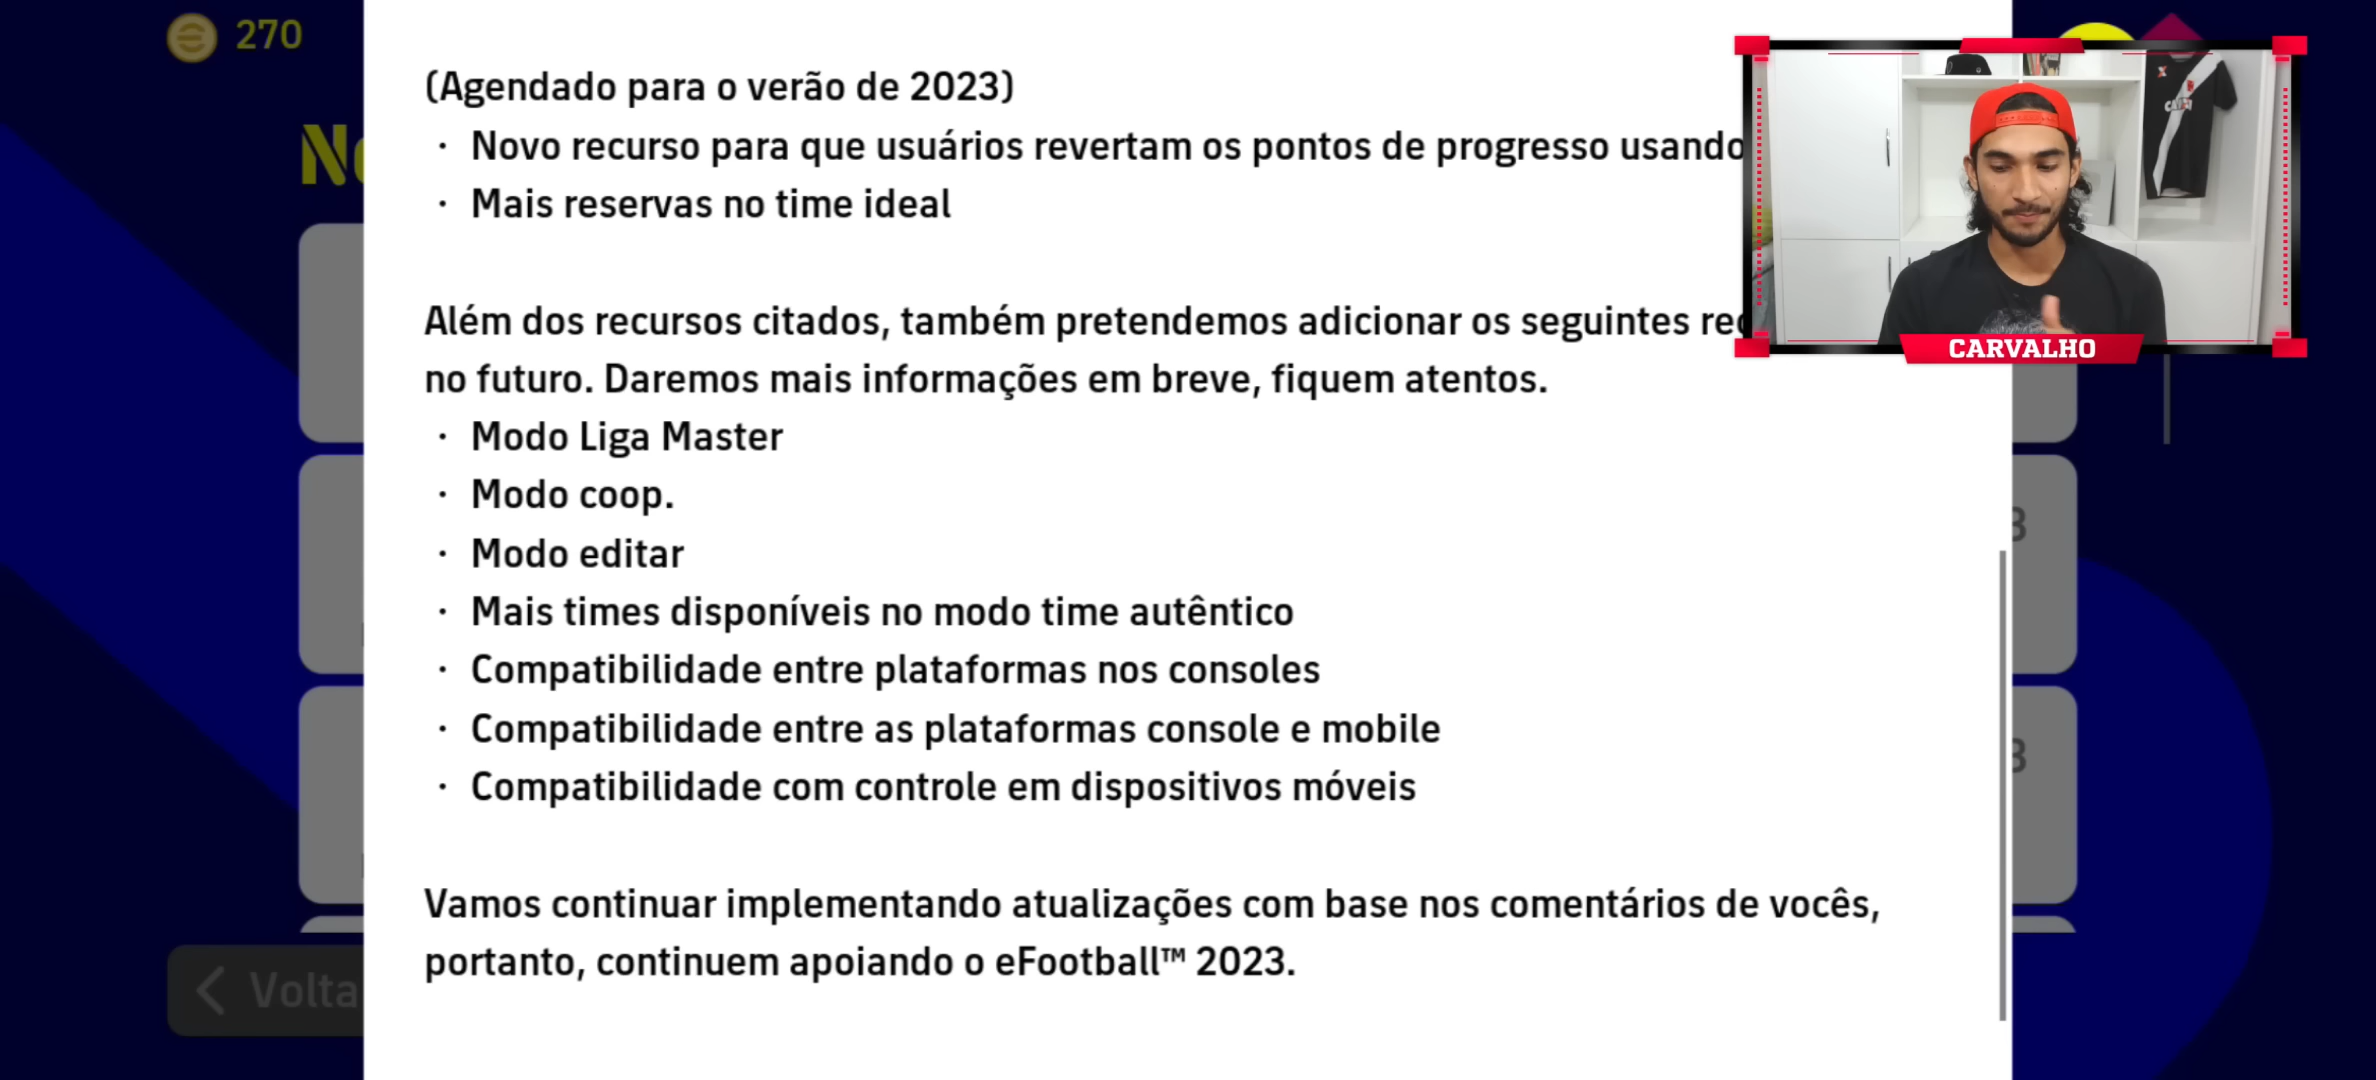 270
(Agendado para o verão de 2023)
· Novo recurso para que usuários revertam os pontos de progresso usando
· Mais reservas no time ideal
Além dos recursos citados, também pretendemos adicionar os seguintes
no futuro. Daremos mais informações em breve, fiquem atentos.
· Modo Liga Master
· Modo coop.
· Modo editar
· Mais times disponíveis no modo time autêntico
· Compatibilidade entre plataformas nos consoles
· Compatibilidade entre as plataformas console e mobile
· Compatibilidade com controle em dispositivos móveis
Vamos continuar implementando atualizações com base nos comentários de vocês,
portanto, continuem apoiando o eFootball™ 2023.
CARVALHO
Volta